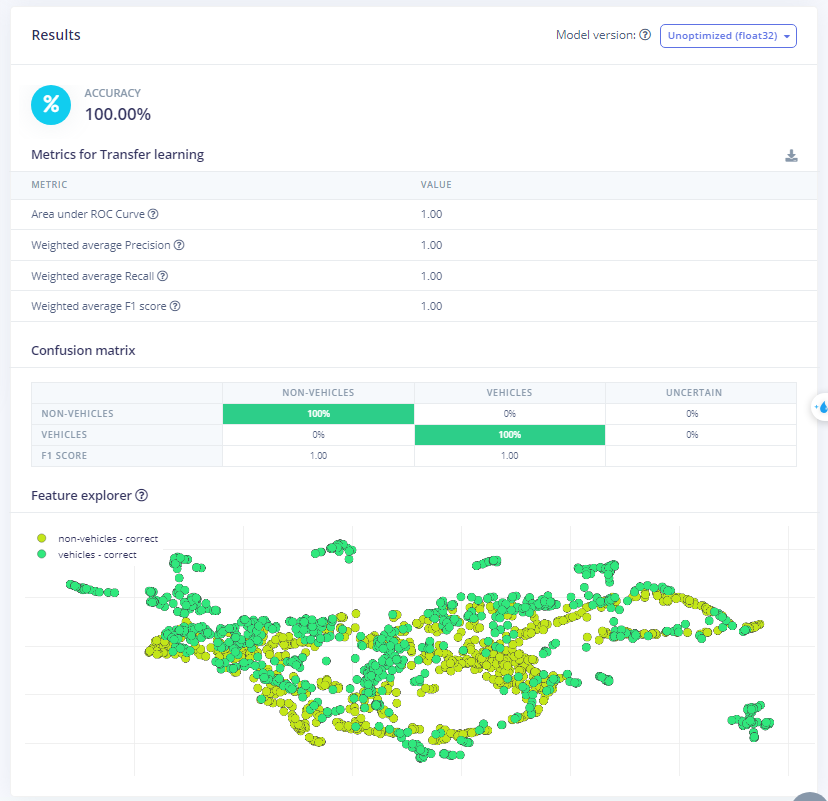 Results
Model version: Unoptimized (float32)
%
ACCURACY
100.00%
Metrics for Transfer learning
METRIC VALUE
Area under ROC Curve 1.00
Weighted average Precision 1.00
Weighted average Recall 1.00
Weighted average F1 score 1.00
Confusion matrix
NON-VEHICLES VEHICLES UNCERTAIN
NON-VEHICLES 100% 0% 0%
VEHICLES 0% 100% 0%
F1 SCORE 1.00 1.00
Feature explorer
non-vehicles - correct
vehicles - correct